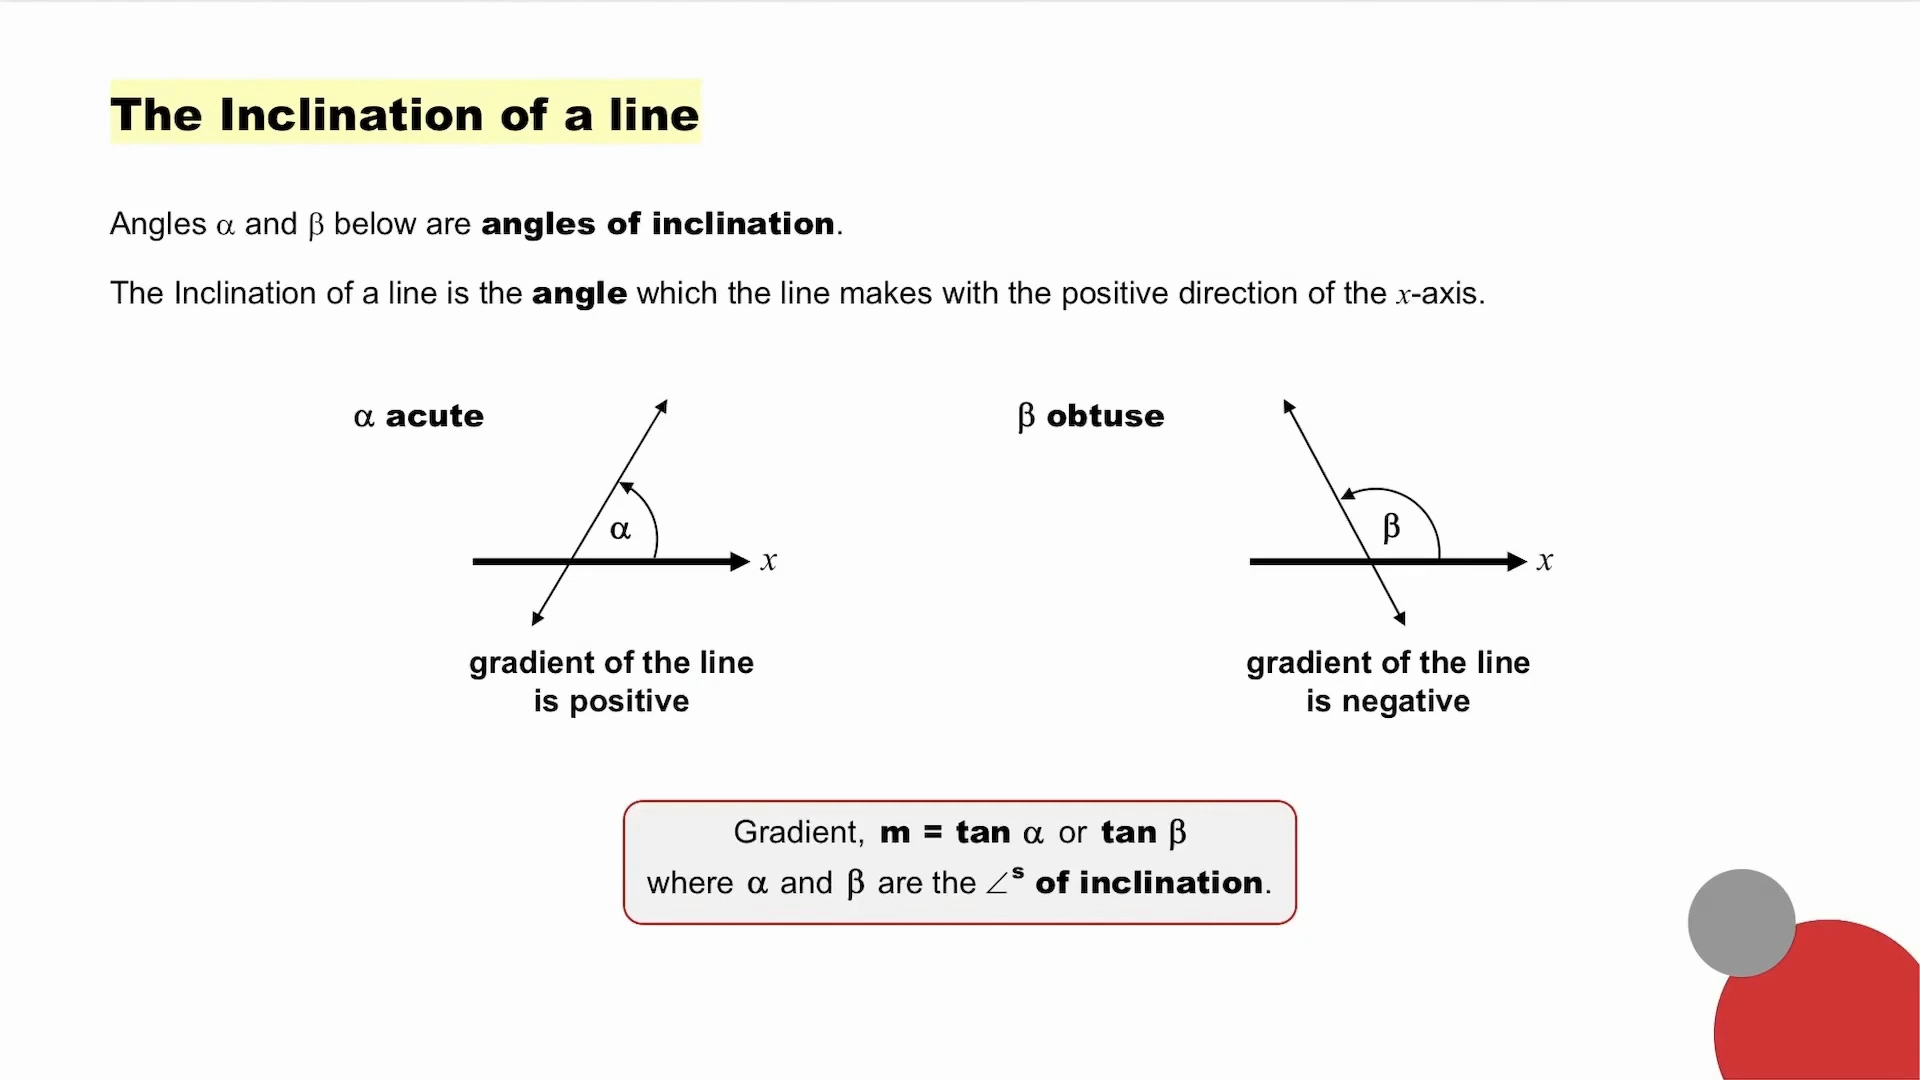 The Inclination of a line
Angles α and β below are angles of inclination.
The Inclination of a line is the angle which the line makes with the positive direction of the x-axis.
α acute
α
x
gradient of the line
is positive
β obtuse
β
x
gradient of the line
is negative
Gradient, m = tan α or tan β
where α and β are the ∠ˢ of inclination.